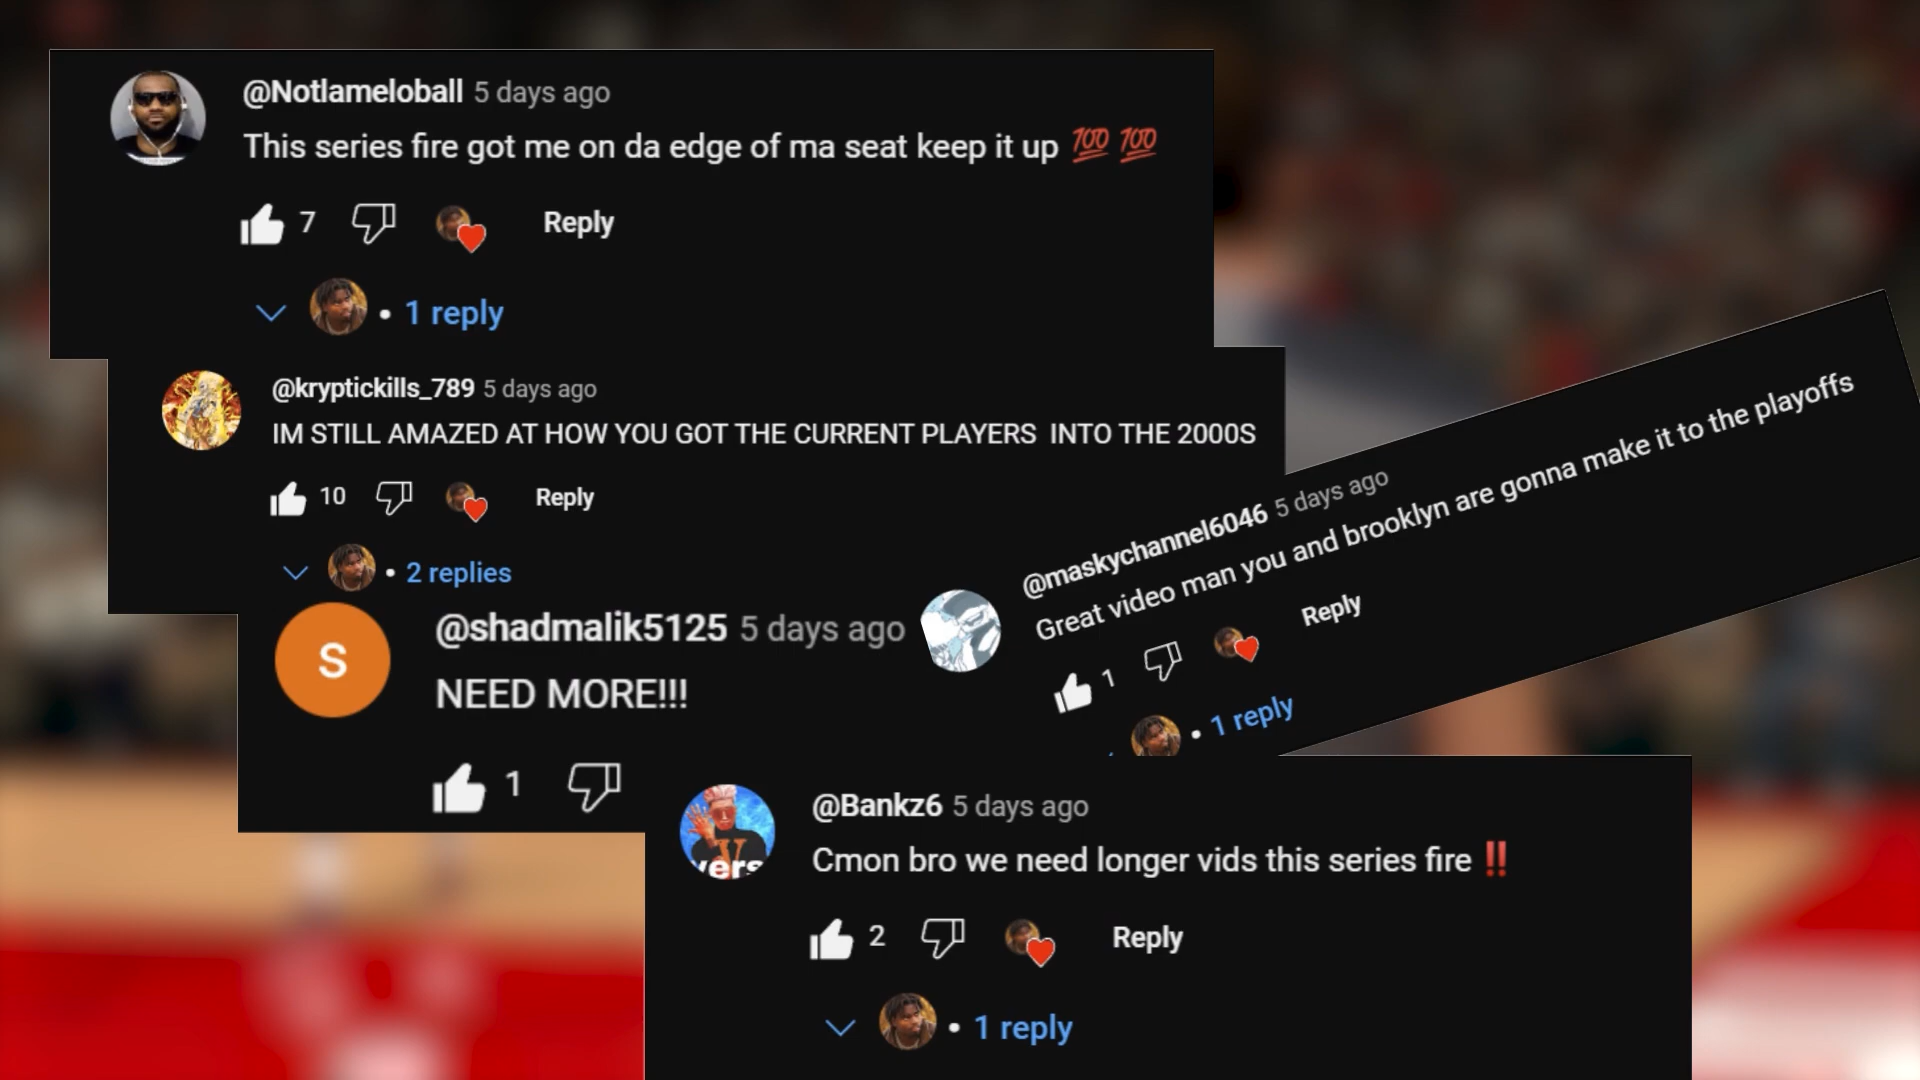 @Notlameloball 5 days ago
This series fire got me on da edge of ma seat keep it up 💯 💯
7 Reply
• 1 reply
@kryptickills_789 5 days ago
IM STILL AMAZED AT HOW YOU GOT THE CURRENT PLAYERS  INTO THE 2000S
10 Reply
• 2 replies
@maskychannel6046 5 days ago
Great video man you and brooklyn are gonna make it to the playoffs
1 Reply
• 1 reply
S
@shadmalik5125 5 days ago
NEED MORE!!!
1
@Bankz6 5 days ago
Cmon bro we need longer vids this series fire ‼️
V
vers
2 Reply
• 1 reply